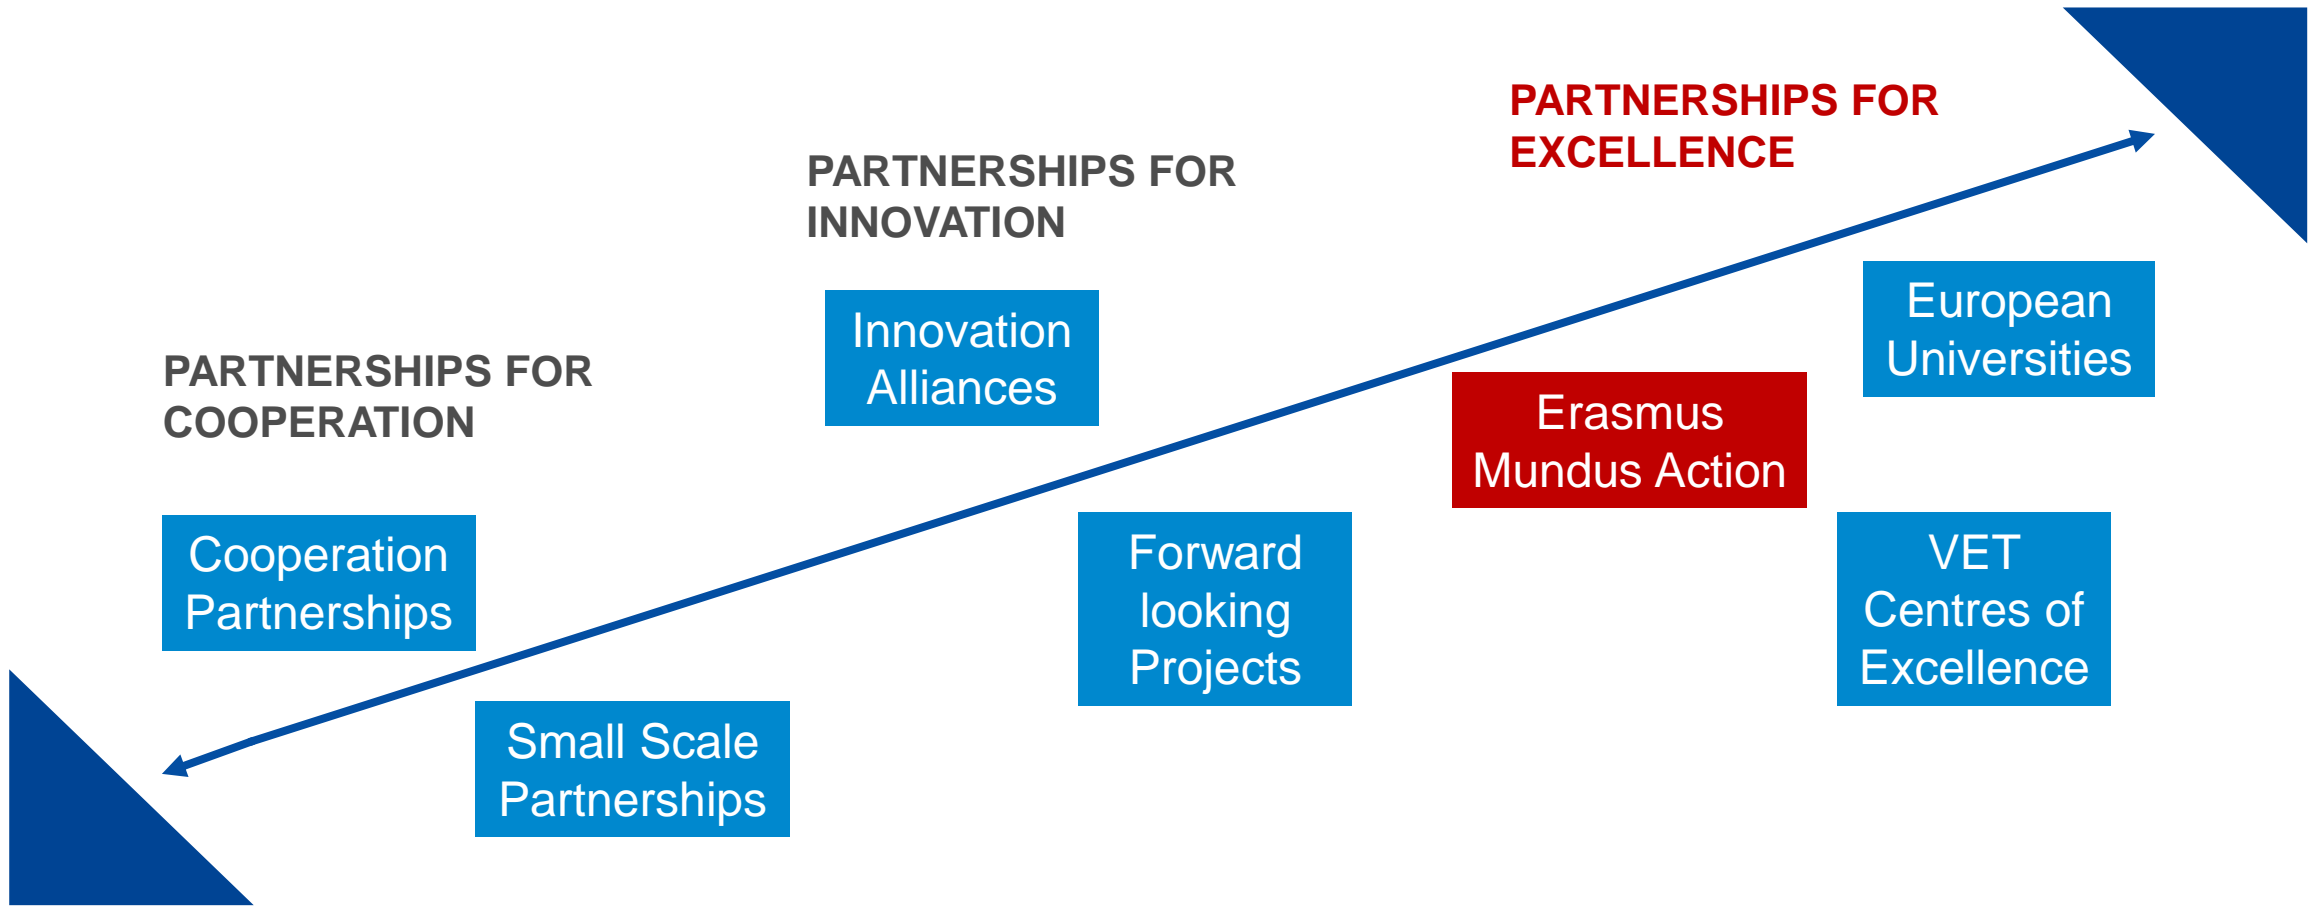 PARTNERSHIPS FOR
COOPERATION
Cooperation
Partnerships
Small Scale
Partnerships
PARTNERSHIPS FOR
INNOVATION
Innovation
Alliances
Forward
looking
Projects
PARTNERSHIPS FOR
EXCELLENCE
Erasmus
Mundus Action
European
Universities
VET
Centres of
Excellence